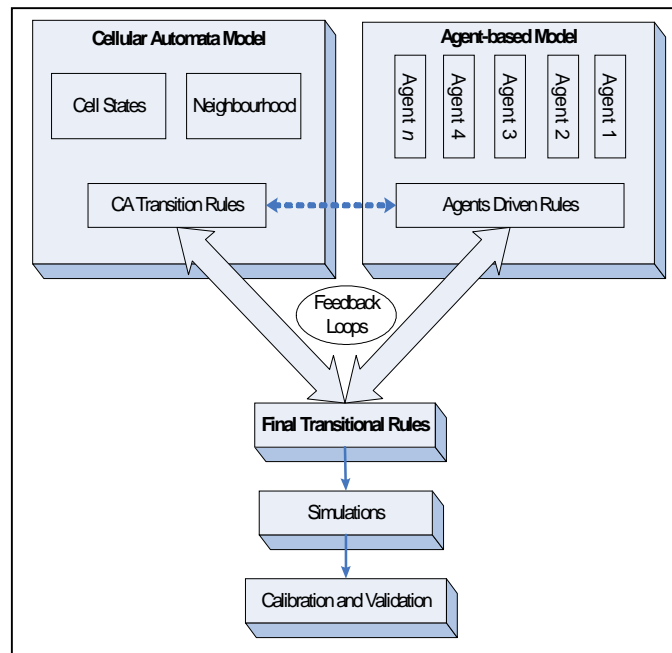 Cellular Automata Model
Cell States
Neighbourhood
CA Transition Rules
Agent-based Model
Agent n
Agent 4
Agent 3
Agent 2
Agent 1
Agents Driven Rules
Feedback
Loops
Final Transitional Rules
Simulations
Calibration and Validation